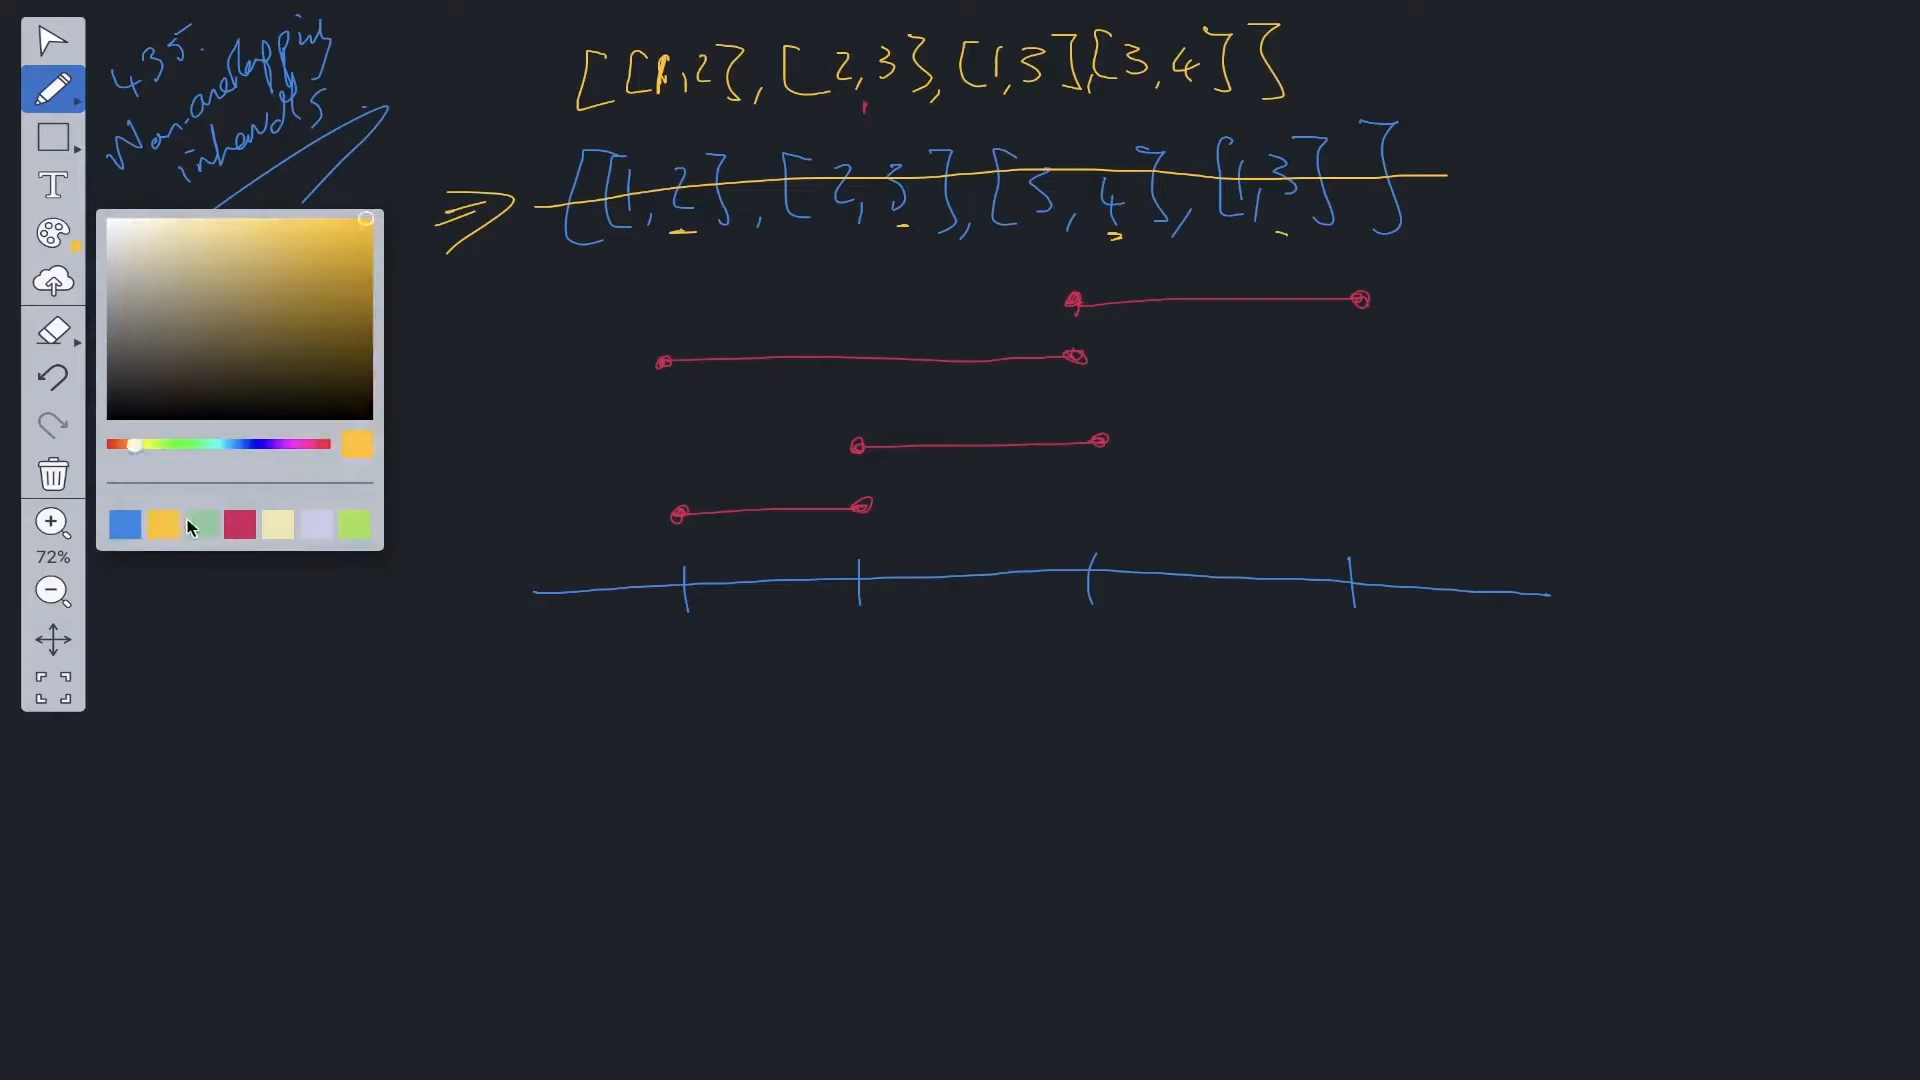 435.
Non-overlapping
intervals
[[1,2], [2,3], [1,3],[3,4]]
[[1,2], [2,3], [3,4], [1,3]]
T
72%